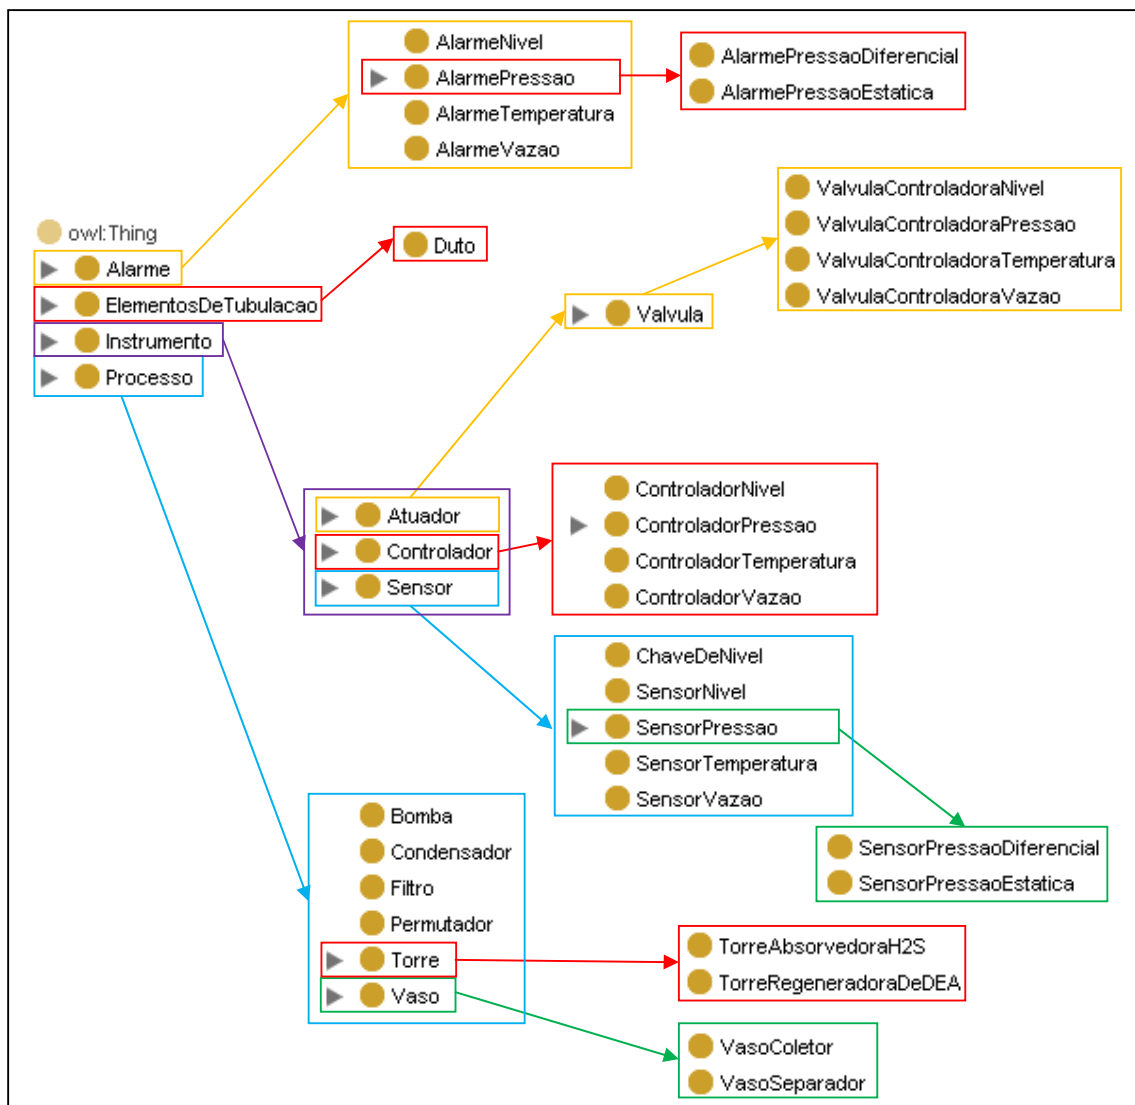 owl:Thing
Alarme
ElementosDeTubulacao
Instrumento
Processo
AlarmeNivel
AlarmePressao
AlarmeTemperatura
AlarmeVazao
AlarmePressaoDiferencial
AlarmePressaoEstatica
Duto
Valvula
ValvulaControladoraNivel
ValvulaControladoraPressao
ValvulaControladoraTemperatura
ValvulaControladoraVazao
Atuador
Controlador
Sensor
ControladorNivel
ControladorPressao
ControladorTemperatura
ControladorVazao
ChaveDeNivel
SensorNivel
SensorPressao
SensorTemperatura
SensorVazao
SensorPressaoDiferencial
SensorPressaoEstatica
Bomba
Condensador
Filtro
Permutador
Torre
Vaso
TorreAbsorvedoraH2S
TorreRegeneradoraDeDEA
VasoColetor
VasoSeparador